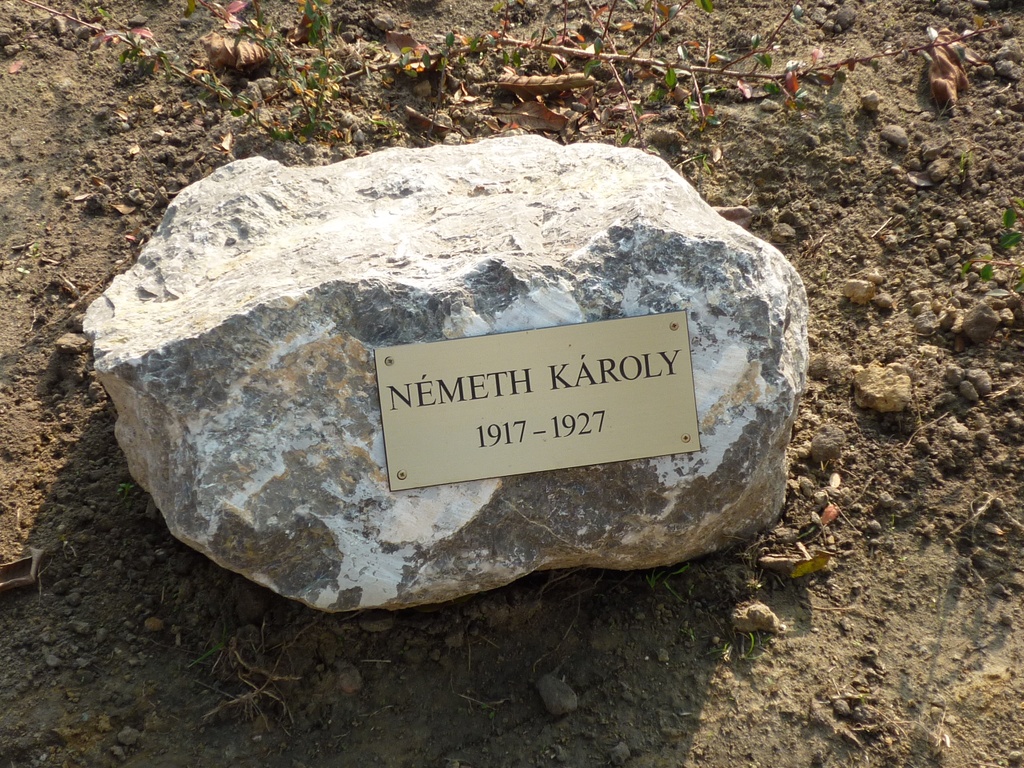 NÉMETH KÁROLY
1917 – 1927